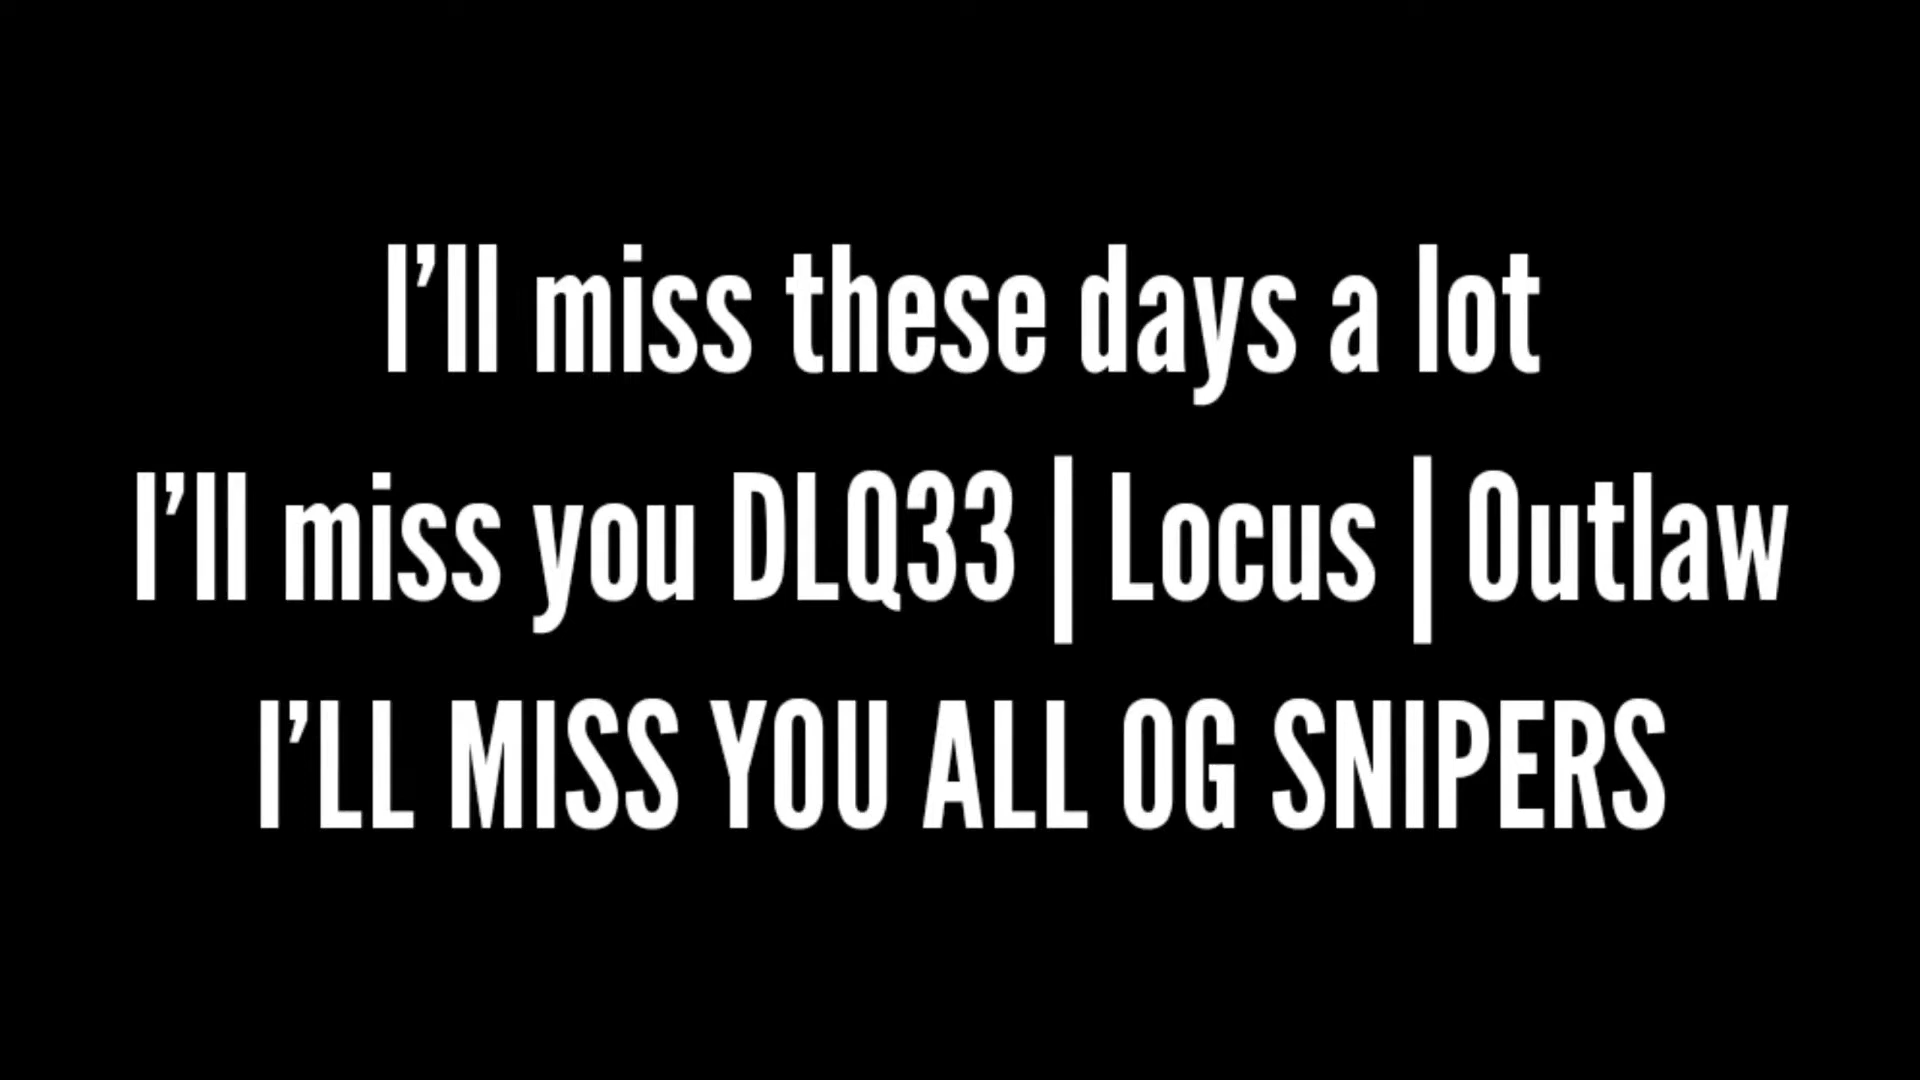 I’ll miss these days a lot
I’ll miss you DLQ33 | Locus | Outlaw
I’LL MISS YOU ALL OG SNIPERS